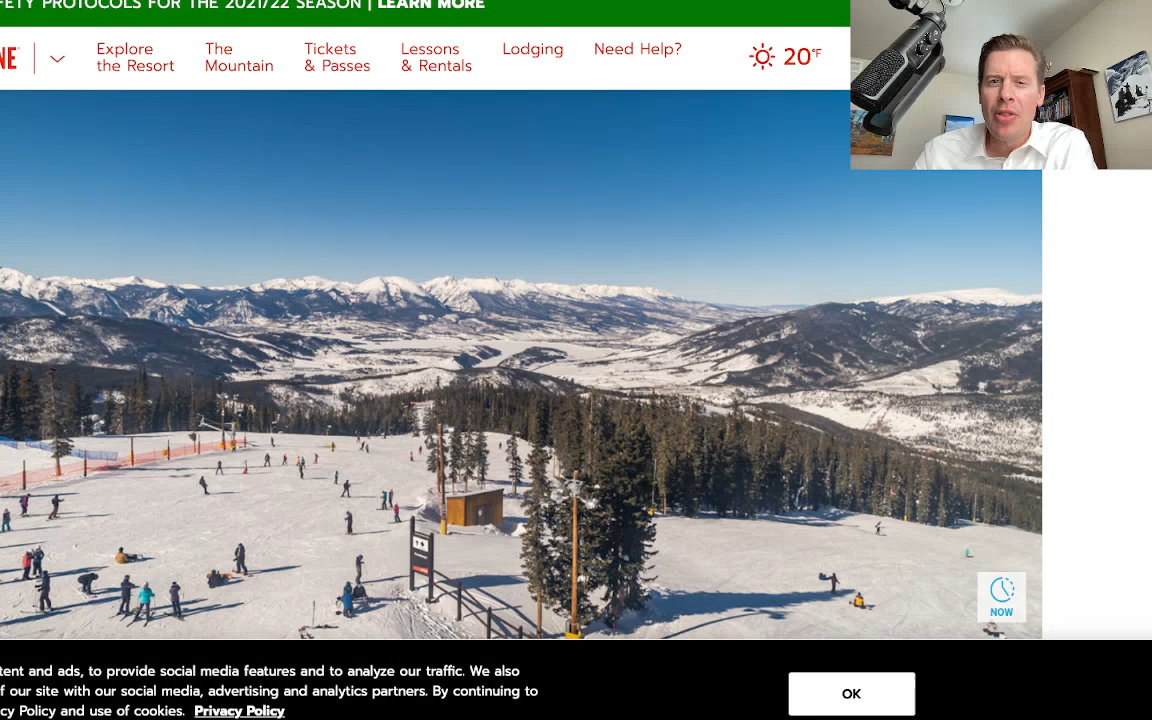 FETY PROTOCOLS FOR THE 2021/22 SEASON | LEARN MORE
NE
Explore
the Resort
The
Mountain
Tickets
& Passes
Lessons
& Rentals
Lodging
Need Help?
20°F
NOW
tent and ads, to provide social media features and to analyze our traffic. We also
f our site with our social media, advertising and analytics partners. By continuing to
cy Policy and use of cookies. Privacy Policy
OK